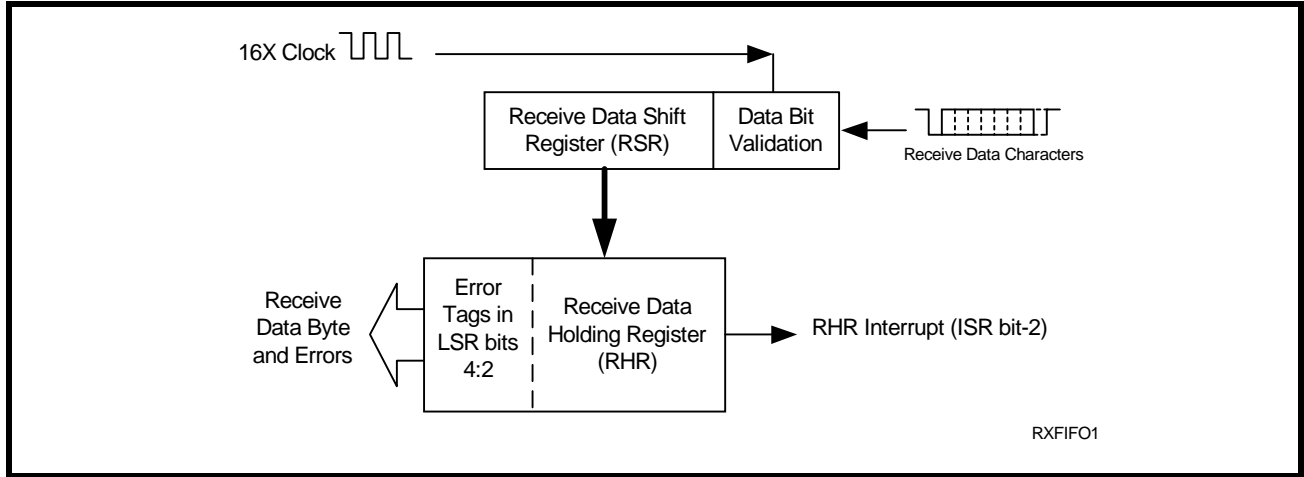 16X Clock
Receive Data Shift
Register (RSR)
Data Bit
Validation
Receive Data Characters
Receive
Data Byte
and Errors
Error
Tags in
LSR bits
4:2
Receive Data
Holding Register
(RHR)
RHR Interrupt (ISR bit-2)
RXFIFO1